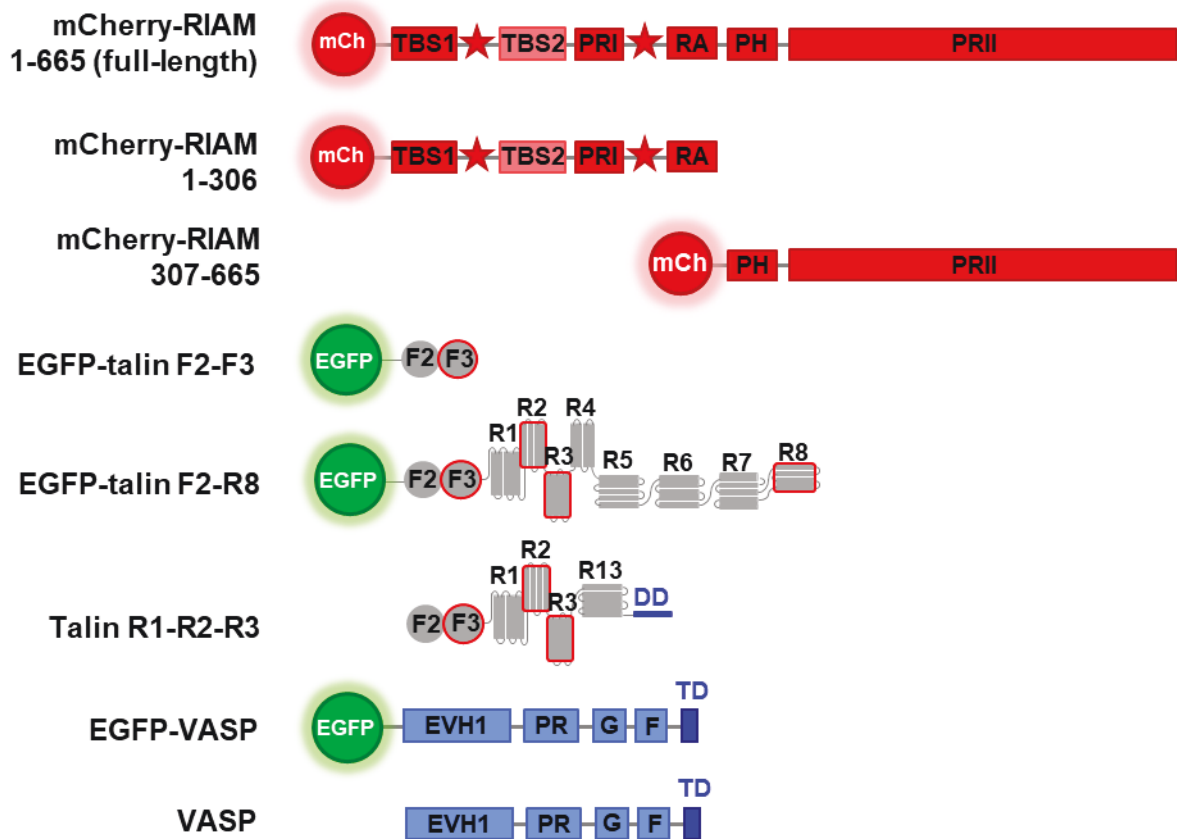 mCherry-RIAM
1-665 (full-length)
mCh TBS1 TBS2 PRI RA PH PRII
mCherry-RIAM
1-306
mCh TBS1 TBS2 PRI RA
mCherry-RIAM
307-665
mCh PH PRII
EGFP-talin F2-F3
EGFP F2 F3
R2 R4
R1
R3 R5 R6 R7 R8
EGFP-talin F2-R8
EGFP F2 F3
R2
R1 R13
R3 DD
Talin R1-R2-R3
F2 F3
TD
EGFP-VASP
EGFP EVH1 PR G F
TD
VASP
EVH1 PR G F